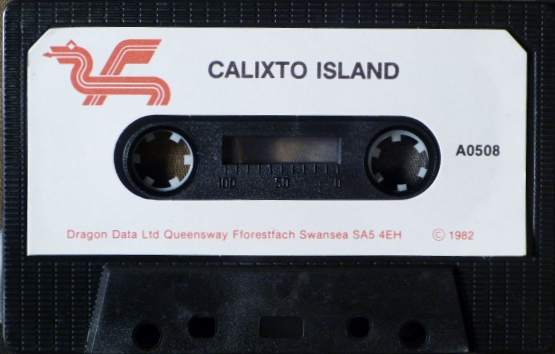 CALIXTO ISLAND
A0508
100 50 0
Dragon Data Ltd Queensway Fforestfach Swansea SA5 4EH © 1982